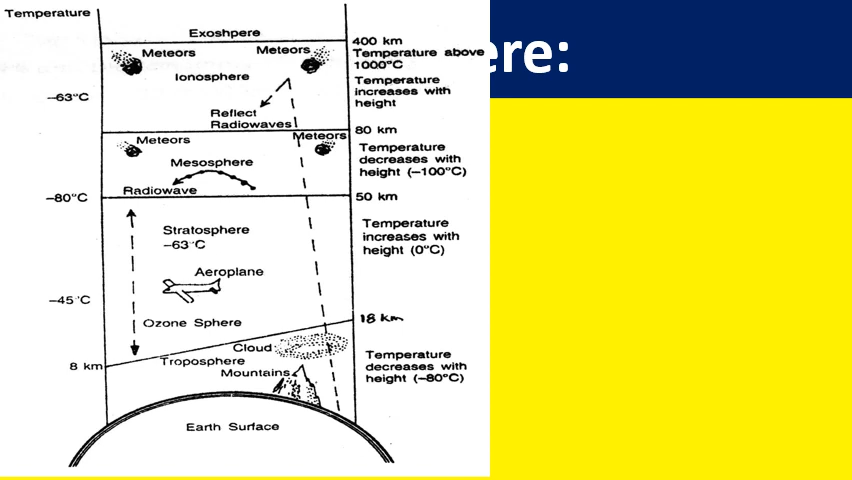 Temperature
Exoshpere
400 km
Meteors
Meteors
Temperature above
1000°C
ere:
Ionosphere
Temperature
increases with
height
–63°C
Reflect
Radiowaves
80 km
Meteors
Meteors
Temperature
decreases with
height (–100°C)
Mesosphere
Radiowave
–80°C
50 km
Stratosphere
–63°C
Temperature
increases with
height (0°C)
Aeroplane
–45°C
18 km
Ozone Sphere
Cloud
Troposphere
8 km
Mountains
Temperature
decreases with
height (–80°C)
Earth Surface